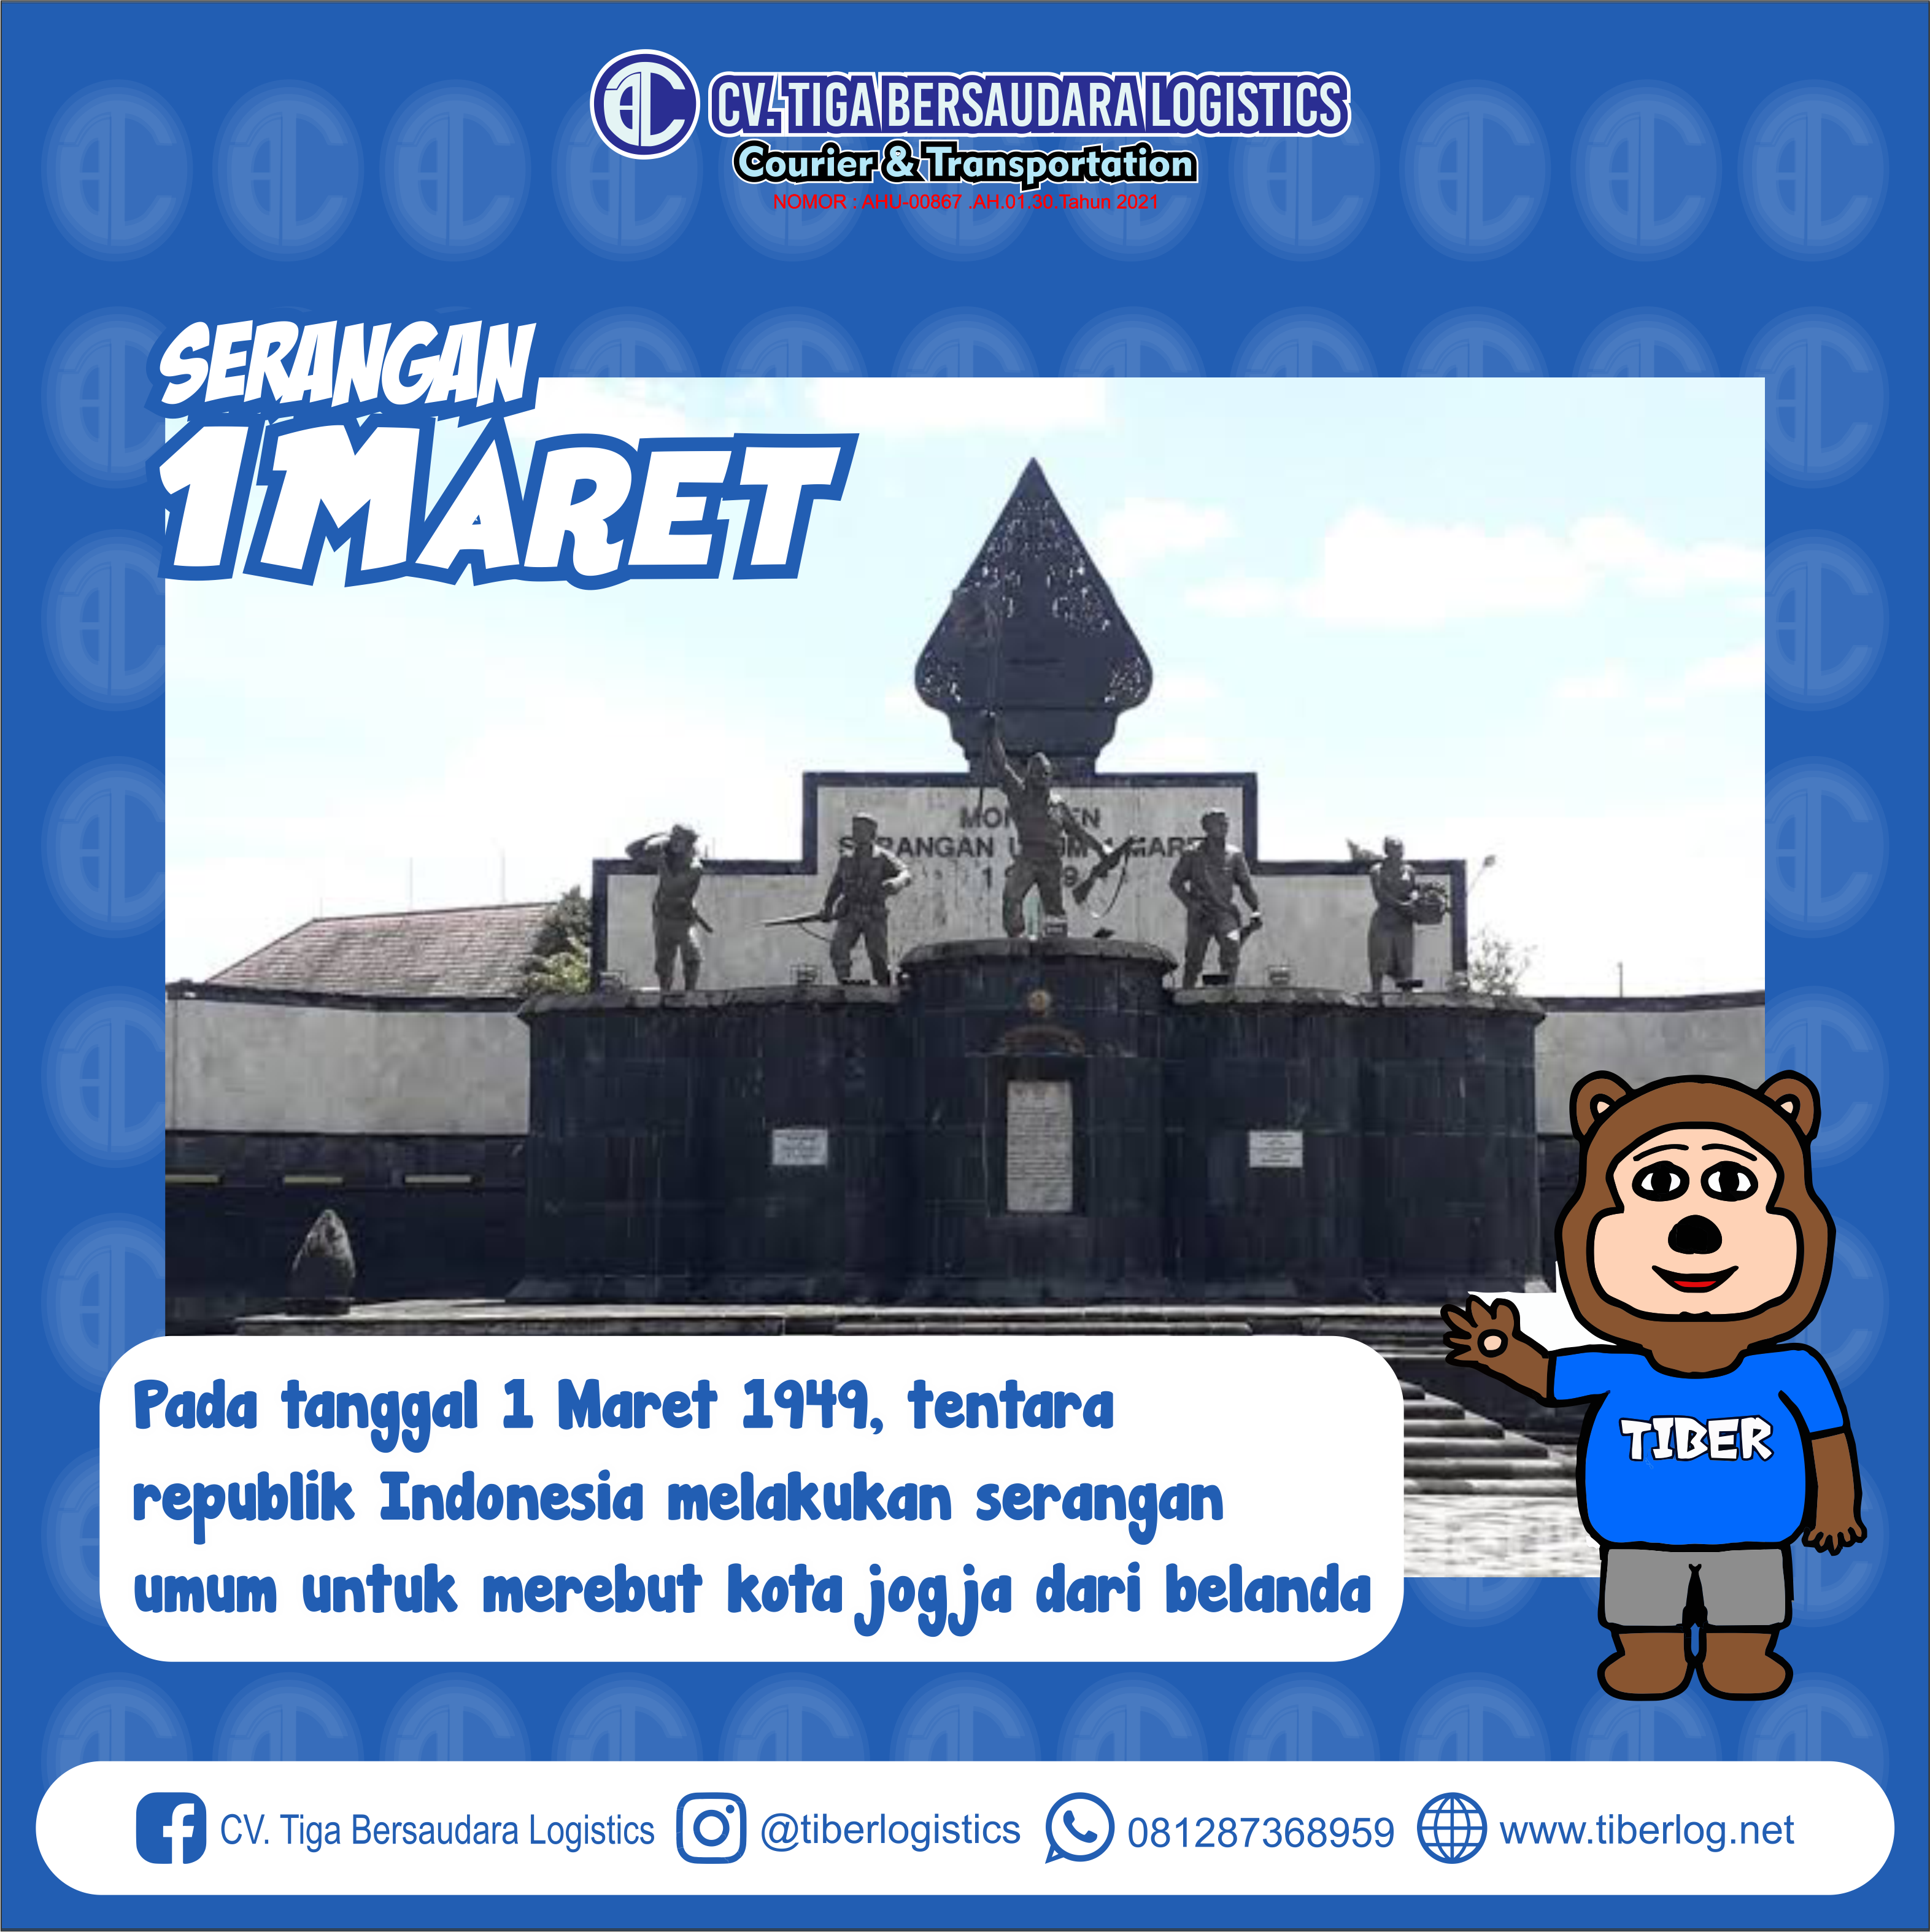 CV. TIGA BERSAUDARA LOGISTICS
Courier & Transportation
NOMOR : AHU-00867 .AH.01.30.Tahun 2021
SERANGAN
1 MARET
1 MARET
TIBER
Pada tanggal 1 Maret 1949, tentara
republik Indonesia melakukan serangan
umum untuk merebut kota jogja dari belanda
CV. Tiga Bersaudara Logistics
@tiberlogistics
081287368959
www.tiberlog.net